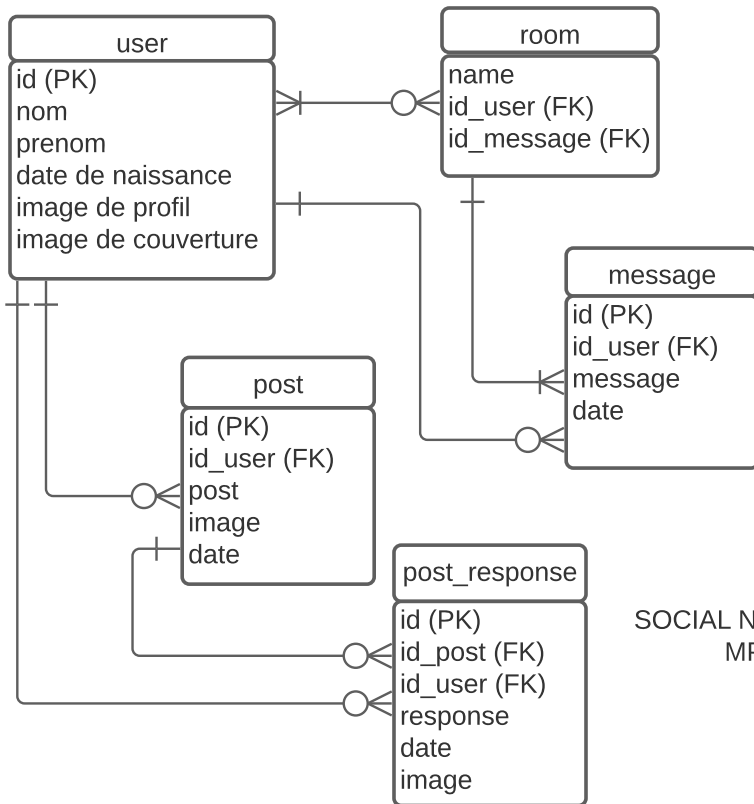 user
id (PK)
nom
prenom
date de naissance
image de profil
image de couverture
room
name
id_user (FK)
id_message (FK)
message
id (PK)
id_user (FK)
message
date
post
id (PK)
id_user (FK)
post
image
date
post_response
id (PK)
id_post (FK)
id_user (FK)
response
date
image
SOCIAL